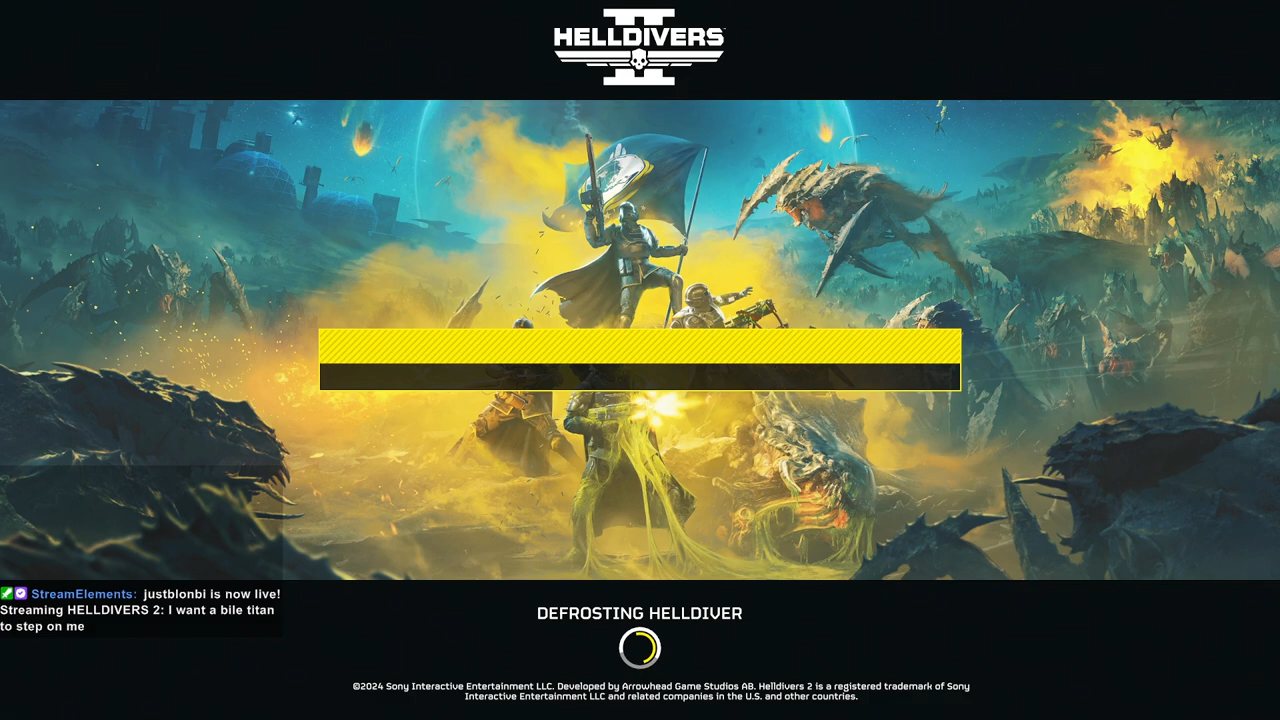 HELLDIVERS
II
StreamElements: justblonbi is now live!
Streaming HELLDIVERS 2: I want a bile titan
to step on me
DEFROSTING HELLDIVER
©2024 Sony Interactive Entertainment LLC. Developed by Arrowhead Game Studios AB. Helldivers 2 is a registered trademark of Sony
Interactive Entertainment LLC and related companies in the U.S. and other countries.